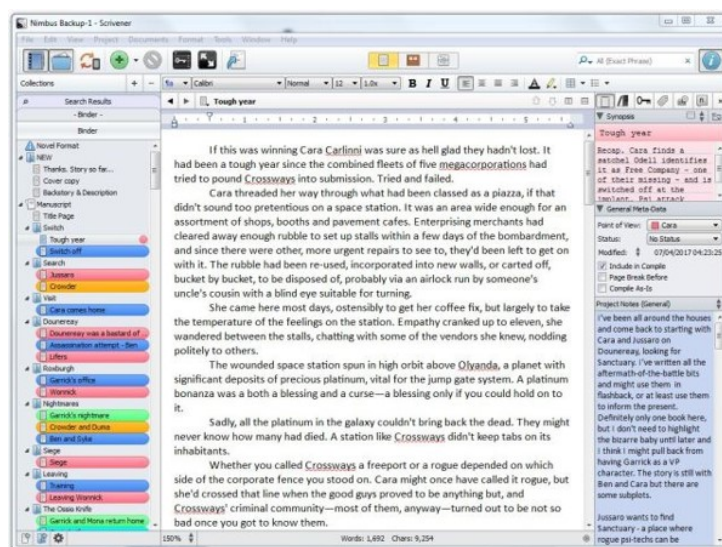 Nimbus Backup-1 - Scrivener
File Edit View Project Documents Format Tools Window Help
All (Exact Phrase)
Collections
Calibri
Normal
12
1.0x
B I U
A
Search Results
- Binder -
Binder
Novel Format
NEW
Thanks. Story so far...
Cover copy
Backstory & Description
Manuscript
Title Page
Switch
Tough year
Switch off
Search
Jussaro
Crowder
Visit
Cara comes home
Dounereay
Dounereay was a bastard of ...
Assassination attempt - Ben
Lifers
Roxburgh
Garrick's office
Wonnick
Nightmares
Garrick's nightmare
Crowder and Duma
Ben and Syke
Siege
Siege
Leaving
Training
Leaving Wonnick
The Ossie Knife
Garrick and Mona return home
Tough year
If this was winning Cara Carlinni was sure as hell glad they hadn't lost. It
had been a tough year since the combined fleets of five megacorporations had
tried to pound Crossways into submission. Tried and failed.
Cara threaded her way through what had been classed as a piazza, if that
didn't sound too pretentious on a space station. It was an area wide enough for an
assortment of shops, booths and pavement cafes. Enterprising merchants had
cleared away enough rubble to set up stalls within a few days of the bombardment,
and since there were other, more urgent repairs to see to, they'd been left to get on
with it. The rubble had been re-used, incorporated into new walls, or carted off,
bucket by bucket, to be disposed of, probably via an airlock run by someone's
uncle's cousin with a blind eye suitable for turning.
She came here most days, ostensibly to get her coffee fix, but largely to take
the temperature of the feelings on the station. Empathy cranked up to eleven, she
wandered between the stalls, chatting with some of the vendors she knew, nodding
politely to others.
The wounded space station spun in high orbit above Olyanda, a planet with
significant deposits of precious platinum, vital for the jump gate system. A platinum
bonanza was a both a blessing and a curse—a blessing only if you could hold on to
it.
Sadly, all the platinum in the galaxy couldn't bring back the dead. They might
never know how many had died. A station like Crossways didn't keep tabs on its
inhabitants.
Whether you called Crossways a freeport or a rogue depended on which
side of the corporate fence you stood on. Cara might once have called it rogue, but
she'd crossed that line when the good guys proved to be anything but, and
Crossways' criminal community—most of them, anyway—turned out to be not so
bad once you got to know them.
150%
Words: 1,692 Chars: 9,254
Synopsis
Tough year
Recap. Cara finds a
satchel Odell identifies
it as Free Company - one
of their missing - and is
switched off at the
implant. Psi attack
General Meta-Data
Point of View: Cara
Status: No Status
Modified: 07/04/2017 04:23:25
Include in Compile
Page Break Before
Compile As-Is
Project Notes (General)
I've been all around the houses
and come back to starting with
Cara and Jussaro on
Dounereay, looking for
Sanctuary. I've written all the
aftermath-of-the-battle bits
and might use them in
flashback, or at least use them
to inform the present.
Definitely only one book here,
but I don't need to highlight
the bizarre baby until later and
I think I might pull back from
having Garrick as a VP
character. The story is still with
Ben and Cara but there are
some subplots.
Jussaro wants to find
Sanctuary - a place where
rogue psi-techs can be